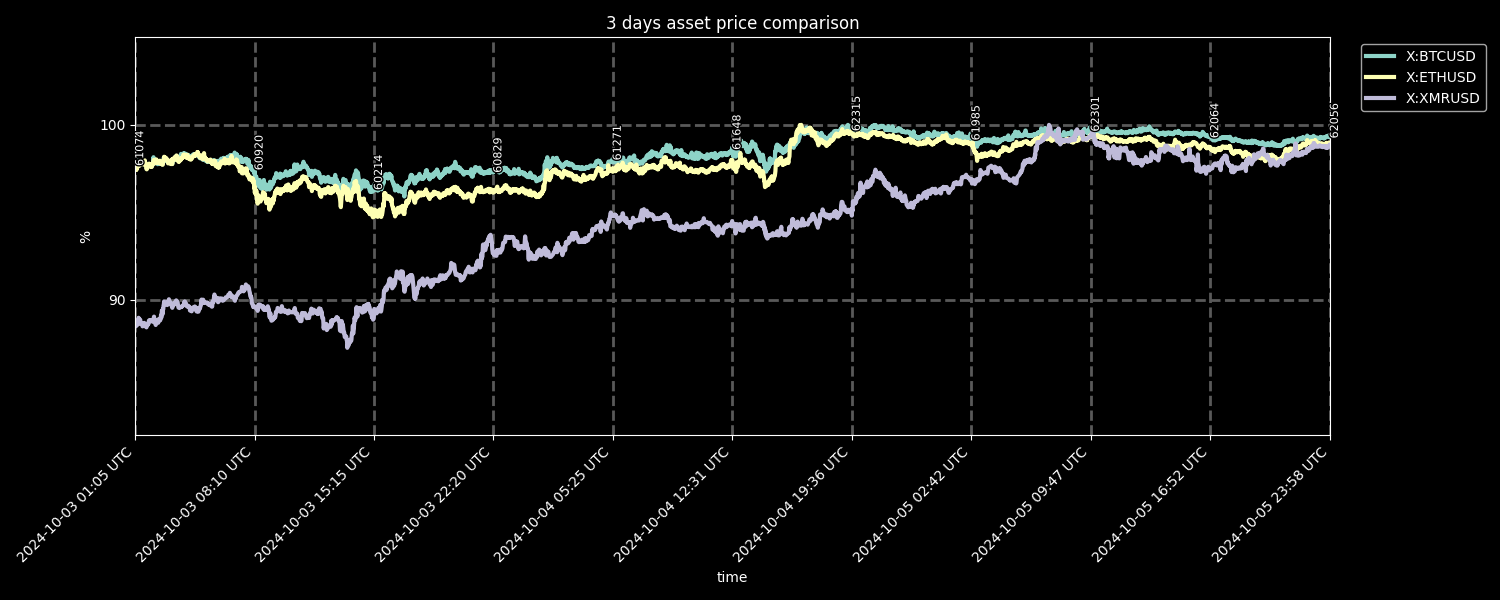 3 days asset price comparison
X:BTCUSD
X:ETHUSD
X:XMRUSD
100
90
%
61074
60920
60214
60829
61271
61648
62315
61985
62301
62064
62056
2024-10-03 01:05 UTC
2024-10-03 08:10 UTC
2024-10-03 15:15 UTC
2024-10-03 22:20 UTC
2024-10-04 05:25 UTC
2024-10-04 12:31 UTC
2024-10-04 19:36 UTC
2024-10-05 02:42 UTC
2024-10-05 09:47 UTC
2024-10-05 16:52 UTC
2024-10-05 23:58 UTC
time